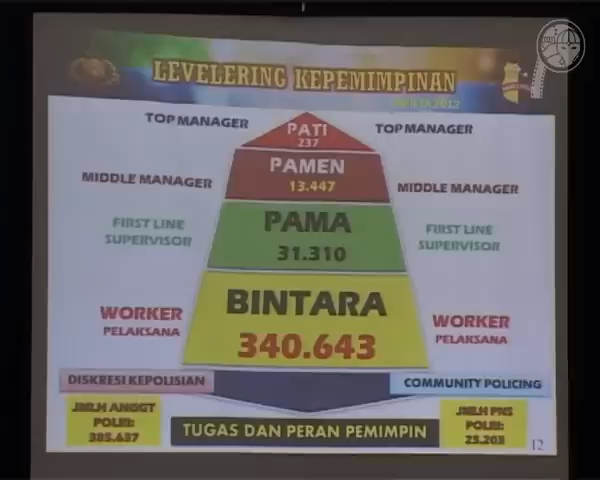 LEVELERING KEPEMIMPINAN
2012
TOP MANAGER PATI TOP MANAGER
237
MIDDLE MANAGER PAMEN MIDDLE MANAGER
13.447
FIRST LINE SUPERVISOR
PAMA
31.310
FIRST LINE SUPERVISOR
WORKER
PELAKSANA
BINTARA
340.643
WORKER
PELAKSANA
DISKRESI KEPOLISIAN
COMMUNITY POLICING
JMLH ANGGT
POLRI:
385.637
TUGAS DAN PERAN PEMIMPIN
JMLH PNS
POLRI:
12